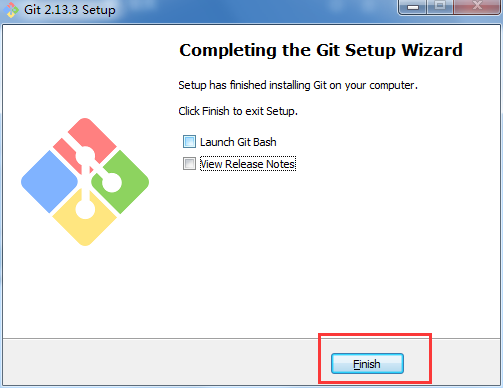 Git 2.13.3 Setup
Completing the Git Setup Wizard
Setup has finished installing Git on your computer.
Click Finish to exit Setup.
Launch Git Bash
View Release Notes
Finish